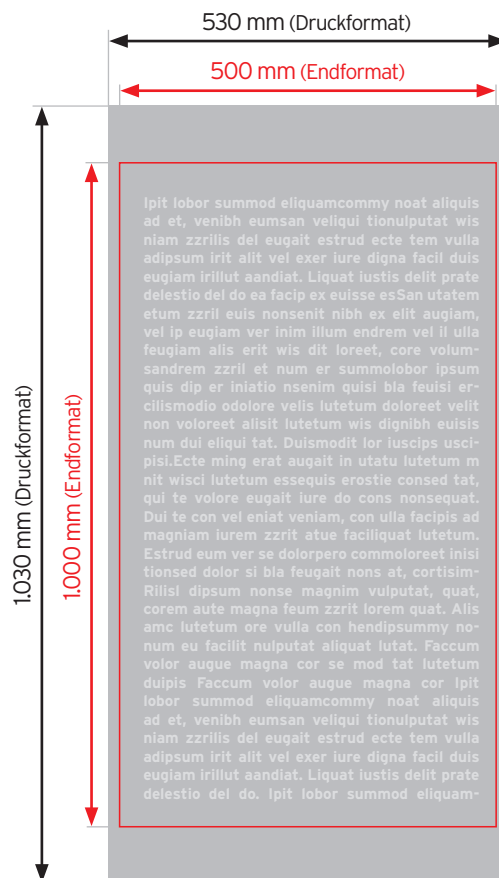 530 mm (Druckformat)
500 mm (Endformat)
1.030 mm (Druckformat)
1.000 mm (Endformat)
Ipit lobor summod eliquamcommy noat aliquis
ad et, venibh eumsan veliqui tionulputat wis
niam zzrilis del eugait estrud ecte tem vulla
adipsum irit alit vel exer iure digna facil duis
eugiam irillut aandiat. Liquat iustis delit prate
delestio del do ea facip ex euisse esSan utatem
etum zzril euis nonsenit nibh ex elit augiam,
vel ip eugiam ver inim illum endrem vel il ulla
feugiam alis erit wis dit loreet, core volum-
sandrem zzril et num er summolobor ipsum
quis dip er iniatio nsenim quisi bla feuisi er-
cilismodio odolore velis lutetum doloreet velit
non voloreet alisit lutetum wis dignibh euisis
num dui eliqui tat. Duismodit lor iuscips usci-
pisi.Ecte ming erat augait in utatu lutetum m
nit wisci lutetum essequis erostie consed tat,
qui te volore eugait iure do cons nonsequat.
Dui te con vel eniat veniam, con ulla facipis ad
magniam iurem zzrit atue faciliquat lutetum.
Estrud eum ver se dolorpero commoloreet inisi
tionsed dolor si bla feugait nons at, cortisim-
Rilisl dipsum nonse magnim vulputat, quat,
corem aute magna feum zzrit lorem quat. Alis
amc lutetum ore vulla con hendipsummy no-
num eu facilit nulputat aliquat lutat. Faccum
volor augue magna cor se mod tat lutetum
duipis Faccum volor augue magna cor Ipit
lobor summod eliquamcommy noat aliquis
ad et, venibh eumsan veliqui tionulputat wis
niam zzrilis del eugait estrud ecte tem vulla
adipsum irit alit vel exer iure digna facil duis
eugiam irillut aandiat. Liquat iustis delit prate
delestio del do. Ipit lobor summod eliquam-